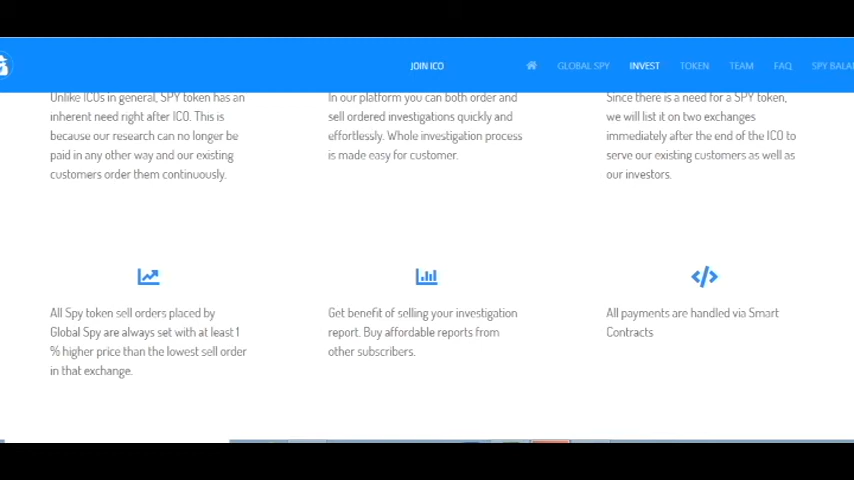 JOIN ICO
GLOBAL SPY
INVEST
TOKEN
TEAM
FAQ
SPY
Unlike ICOs in general, SPY token has an
inherent need right after ICO. This is
because our research can no longer be
paid in any other way and our existing
customers order them continuously.
In our platform you can both order and
sell ordered investigations quickly and
effortlessly. Whole investigation process
is made easy for customer.
Since there is a need for a SPY token,
we will list it on two exchanges
immediately after the end of the ICO to
serve our existing customers as well as
our investors.
All Spy token sell orders placed by
Global Spy are always set with at least 1
% higher price than the lowest sell order
in that exchange.
Get benefit of selling your investigation
report. Buy affordable reports from
other subscribers.
All payments are handled via Smart
Contracts